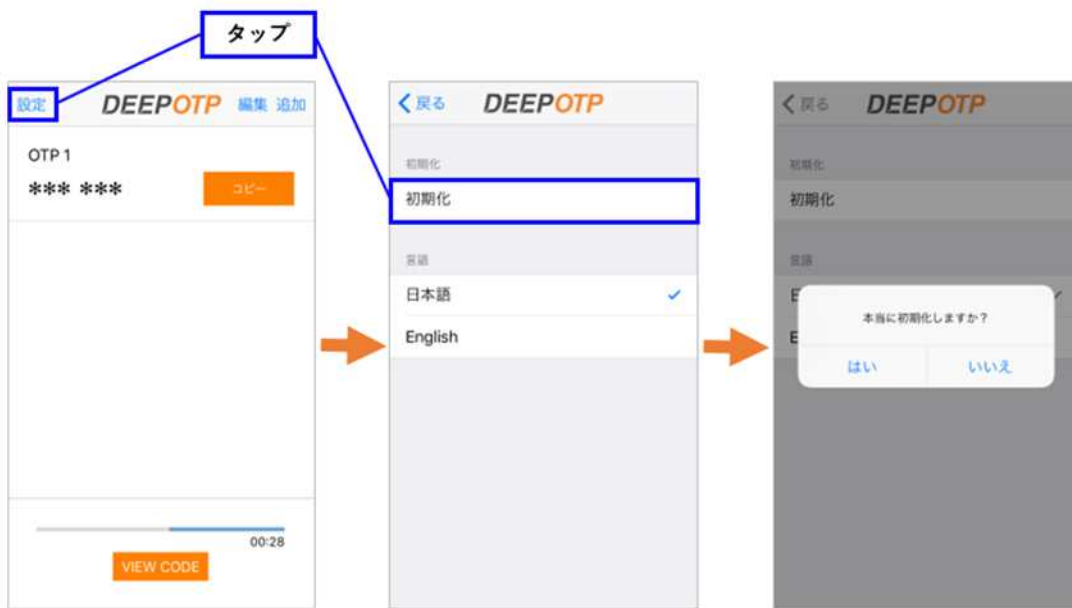 タップ
設定 DEEPOTP 編集 追加
OTP 1
*** ***
コピー
00:28
VIEW CODE
戻る DEEPOTP
初期化
初期化
言語
日本語
English
戻る DEEPOTP
初期化
初期化
言語
E
E
本当に初期化しますか？
はい いいえ